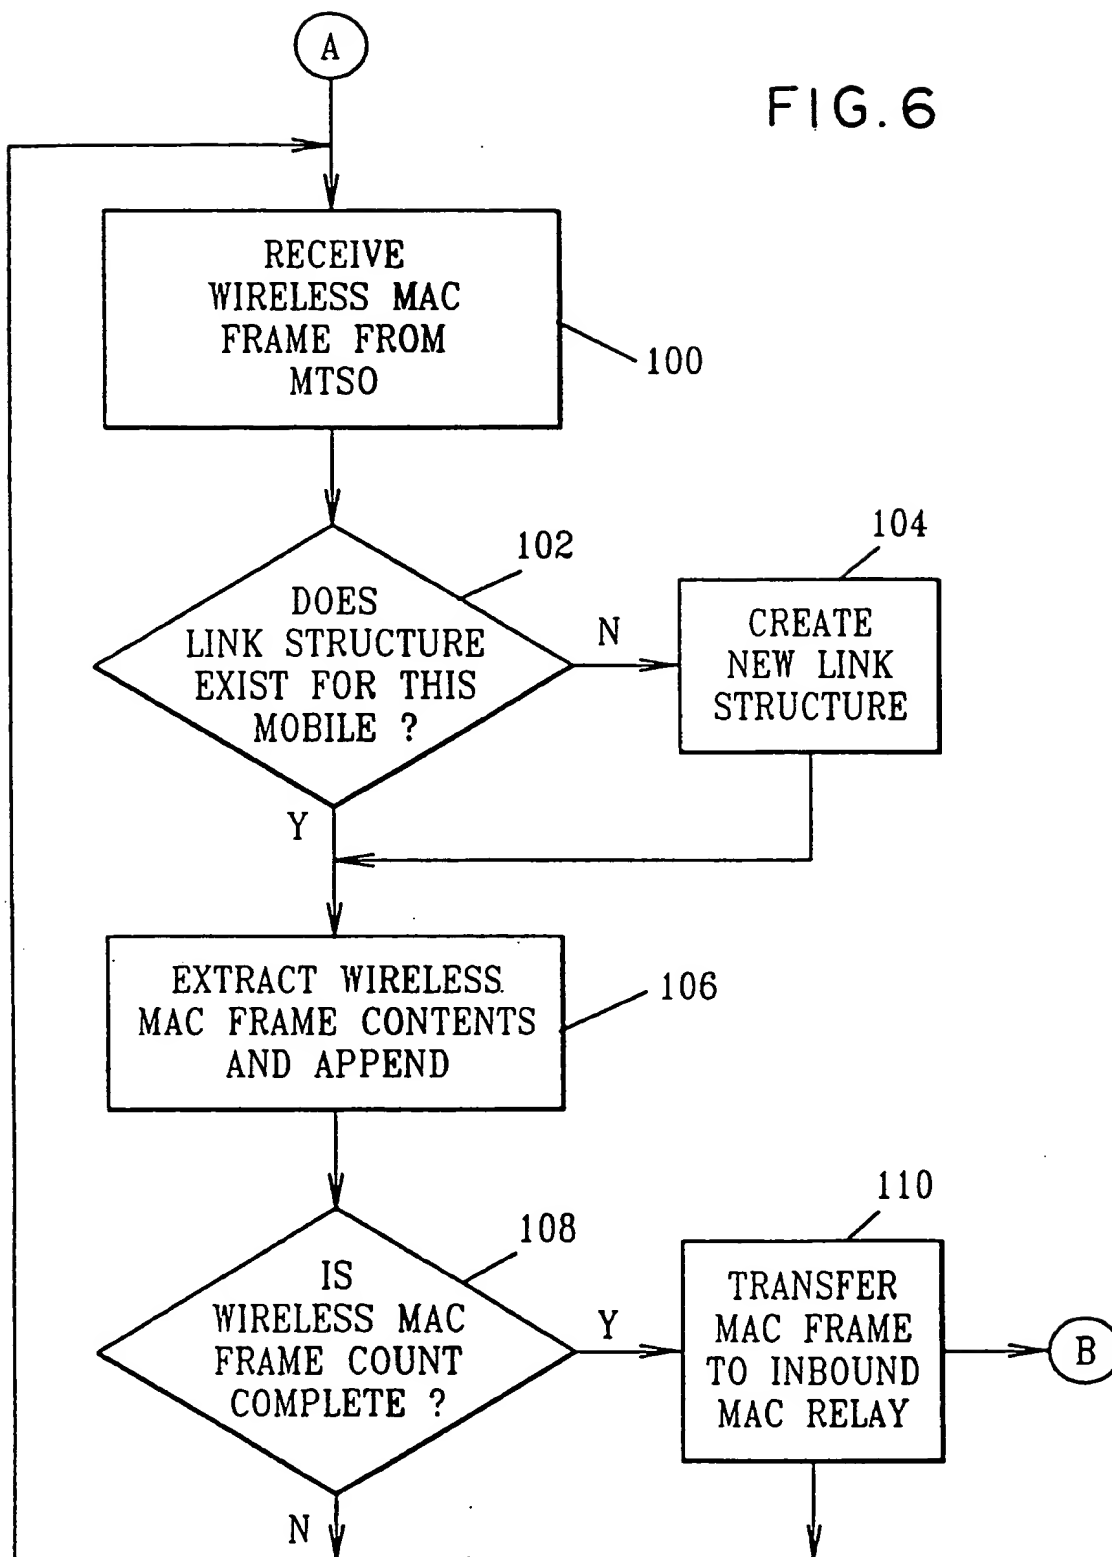 A
FIG. 6
RECEIVE
WIRELESS MAC
FRAME FROM
MTSO
100
102
DOES
LINK STRUCTURE
EXIST FOR THIS
MOBILE ?
N
104
CREATE
NEW LINK
STRUCTURE
Y
EXTRACT WIRELESS
MAC FRAME CONTENTS
AND APPEND
106
108
IS
WIRELESS MAC
FRAME COUNT
COMPLETE ?
Y
110
TRANSFER
MAC FRAME
TO INBOUND
MAC RELAY
B
N